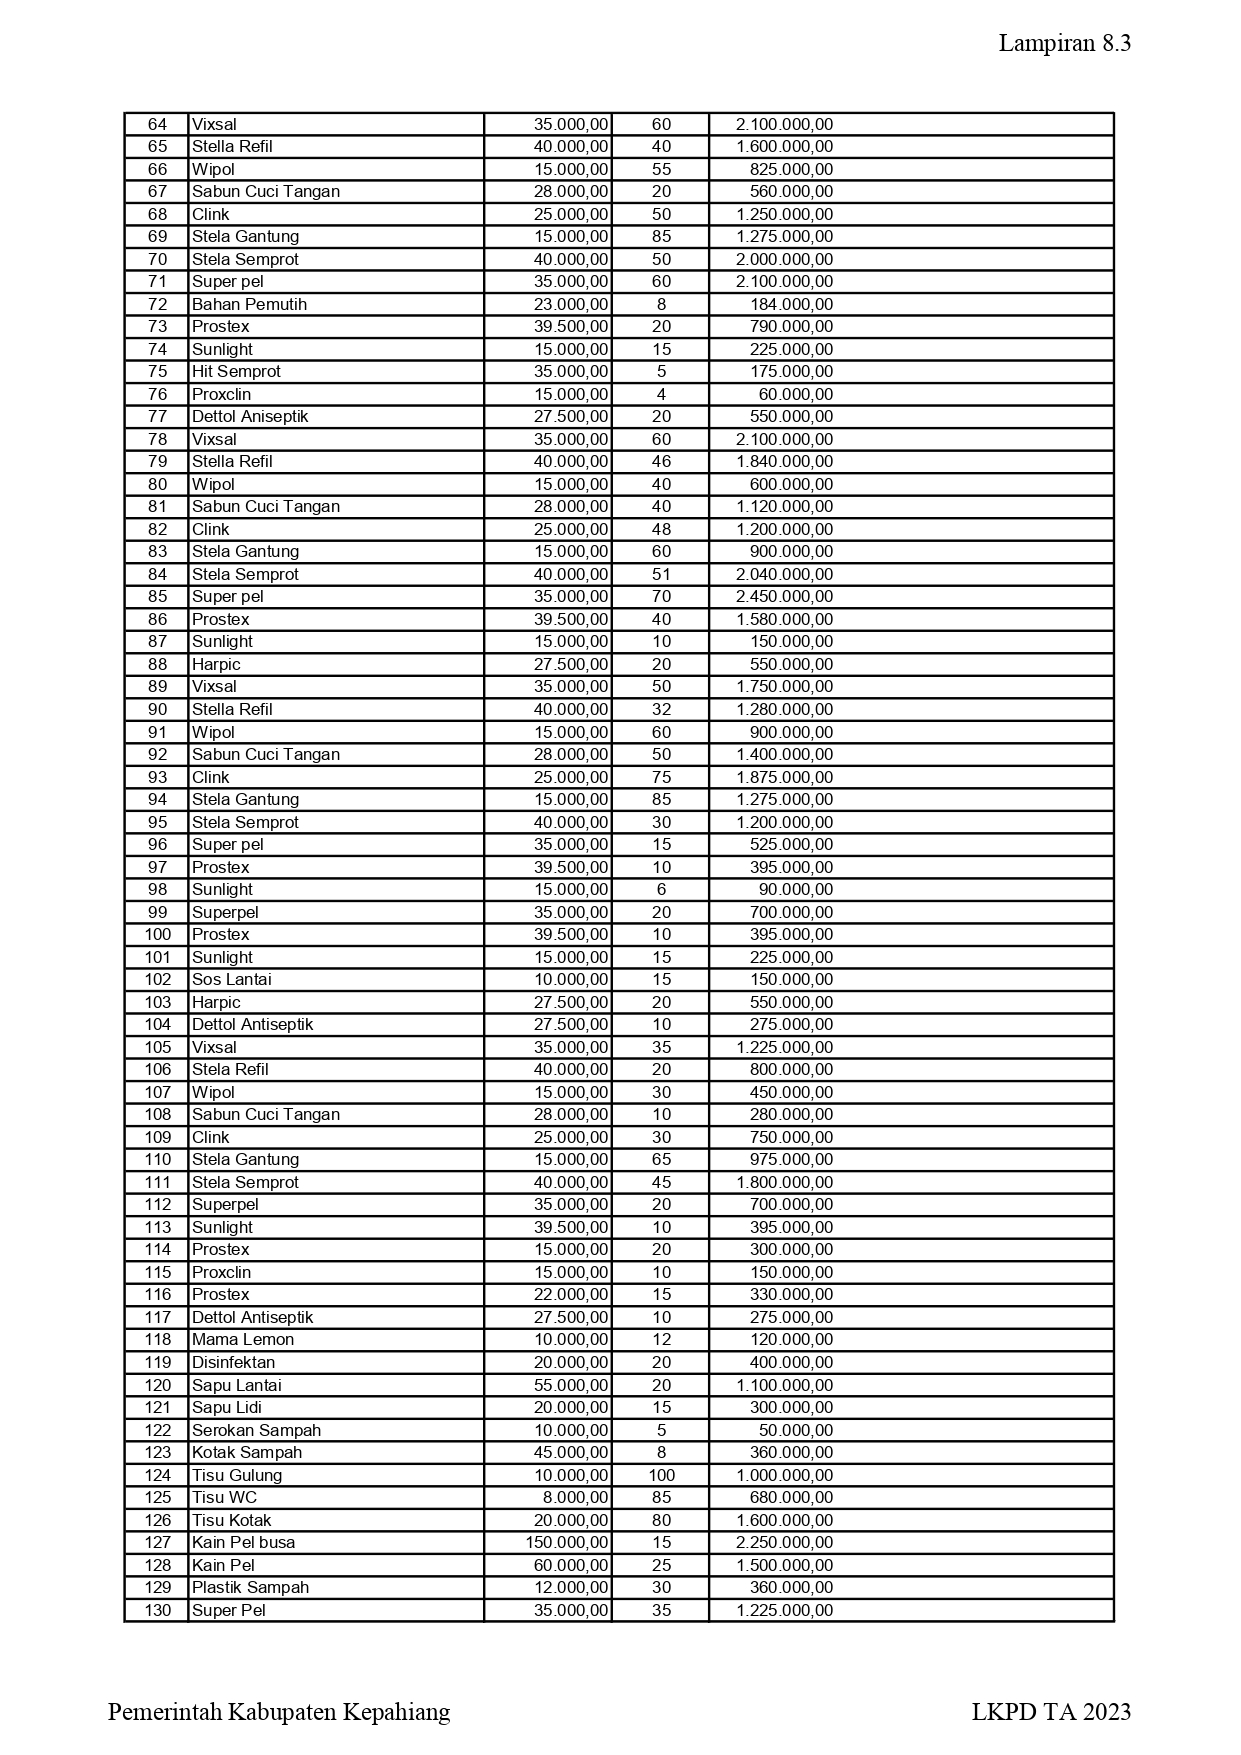 Lampiran 8.3
64 Vixsal 35.000,00 60 2.100.000,00
65 Stella Refil 40.000,00 40 1.600.000,00
66 Wipol 15.000,00 55 825.000,00
67 Sabun Cuci Tangan 28.000,00 20 560.000,00
68 Clink 25.000,00 50 1.250.000,00
69 Stela Gantung 15.000,00 85 1.275.000,00
70 Stela Semprot 40.000,00 50 2.000.000,00
71 Super pel 35.000,00 60 2.100.000,00
72 Bahan Pemutih 23.000,00 8 184.000,00
73 Prostex 39.500,00 20 790.000,00
74 Sunlight 15.000,00 15 225.000,00
75 Hit Semprot 35.000,00 5 175.000,00
76 Proxclin 15.000,00 4 60.000,00
77 Dettol Aniseptik 27.500,00 20 550.000,00
78 Vixsal 35.000,00 60 2.100.000,00
79 Stella Refil 40.000,00 46 1.840.000,00
80 Wipol 15.000,00 40 600.000,00
81 Sabun Cuci Tangan 28.000,00 40 1.120.000,00
82 Clink 25.000,00 48 1.200.000,00
83 Stela Gantung 15.000,00 60 900.000,00
84 Stela Semprot 40.000,00 51 2.040.000,00
85 Super pel 35.000,00 70 2.450.000,00
86 Prostex 39.500,00 40 1.580.000,00
87 Sunlight 15.000,00 10 150.000,00
88 Harpic 27.500,00 20 550.000,00
89 Vixsal 35.000,00 50 1.750.000,00
90 Stella Refil 40.000,00 32 1.280.000,00
91 Wipol 15.000,00 60 900.000,00
92 Sabun Cuci Tangan 28.000,00 50 1.400.000,00
93 Clink 25.000,00 75 1.875.000,00
94 Stela Gantung 15.000,00 85 1.275.000,00
95 Stela Semprot 40.000,00 30 1.200.000,00
96 Super pel 35.000,00 15 525.000,00
97 Prostex 39.500,00 10 395.000,00
98 Sunlight 15.000,00 6 90.000,00
99 Superpel 35.000,00 20 700.000,00
100 Prostex 39.500,00 10 395.000,00
101 Sunlight 15.000,00 15 225.000,00
102 Sos Lantai 10.000,00 15 150.000,00
103 Harpic 27.500,00 20 550.000,00
104 Dettol Antiseptik 27.500,00 10 275.000,00
105 Vixsal 35.000,00 35 1.225.000,00
106 Stela Refil 40.000,00 20 800.000,00
107 Wipol 15.000,00 30 450.000,00
108 Sabun Cuci Tangan 28.000,00 10 280.000,00
109 Clink 25.000,00 30 750.000,00
110 Stela Gantung 15.000,00 65 975.000,00
111 Stela Semprot 40.000,00 45 1.800.000,00
112 Superpel 35.000,00 20 700.000,00
113 Sunlight 39.500,00 10 395.000,00
114 Prostex 15.000,00 20 300.000,00
115 Proxclin 15.000,00 10 150.000,00
116 Prostex 22.000,00 15 330.000,00
117 Dettol Antiseptik 27.500,00 10 275.000,00
118 Mama Lemon 10.000,00 12 120.000,00
119 Disinfektan 20.000,00 20 400.000,00
120 Sapu Lantai 55.000,00 20 1.100.000,00
121 Sapu Lidi 20.000,00 15 300.000,00
122 Serokan Sampah 10.000,00 5 50.000,00
123 Kotak Sampah 45.000,00 8 360.000,00
124 Tisu Gulung 10.000,00 100 1.000.000,00
125 Tisu WC 8.000,00 85 680.000,00
126 Tisu Kotak 20.000,00 80 1.600.000,00
127 Kain Pel busa 150.000,00 15 2.250.000,00
128 Kain Pel 60.000,00 25 1.500.000,00
129 Plastik Sampah 12.000,00 30 360.000,00
130 Super Pel 35.000,00 35 1.225.000,00
Pemerintah Kabupaten Kepahiang LKPD TA 2023